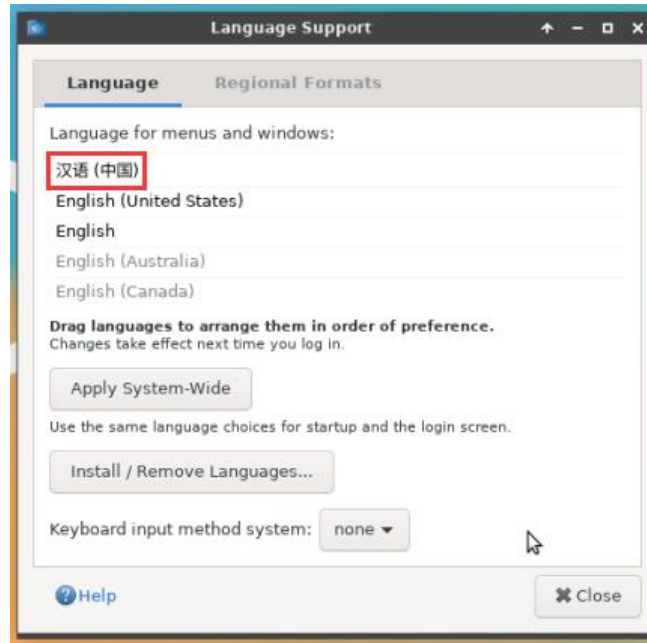 Language Support
Language Regional Formats
Language for menus and windows:
汉语 (中国)
English (United States)
English
English (Australia)
English (Canada)
Drag languages to arrange them in order of preference.
Changes take effect next time you log in.
Apply System-Wide
Use the same language choices for startup and the login screen.
Install / Remove Languages...
Keyboard input method system: none
Help Close